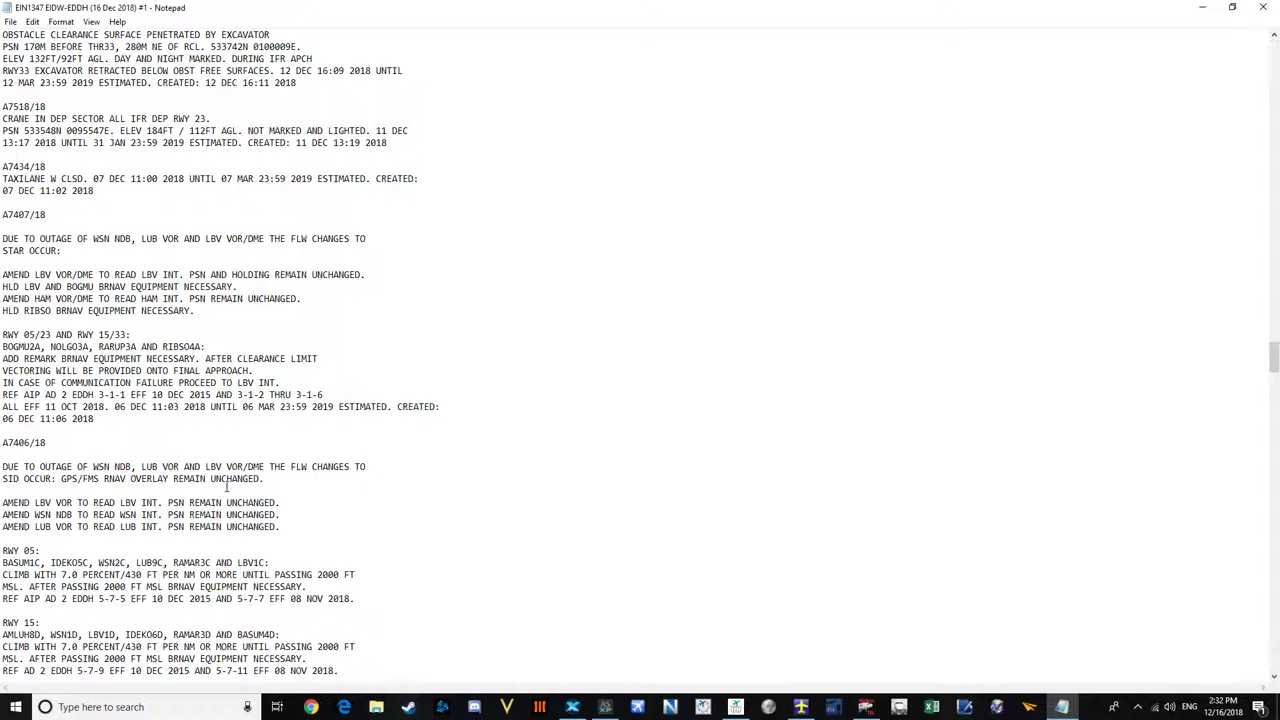 EIN1347 EIDW-EDDH (16 Dec 2018) #1 - Notepad
File Edit Format View Help
OBSTACLE CLEARANCE SURFACE PENETRATED BY EXCAVATOR
PSN 170M BEFORE THR33, 280M NE OF RCL. 533742N 0100009E.
ELEV 132FT/92FT AGL. DAY AND NIGHT MARKED. DURING IFR APCH
RWY33 EXCAVATOR RETRACTED BELOW OBST FREE SURFACES. 12 DEC 16:09 2018 UNTIL
12 MAR 23:59 2019 ESTIMATED. CREATED: 12 DEC 16:11 2018
A7518/18
CRANE IN DEP SECTOR ALL IFR DEP RWY 23.
PSN 533548N 0095547E. ELEV 184FT / 112FT AGL. NOT MARKED AND LIGHTED. 11 DEC
13:17 2018 UNTIL 31 JAN 23:59 2019 ESTIMATED. CREATED: 11 DEC 13:19 2018
A7434/18
TAXILANE W CLSD. 07 DEC 11:00 2018 UNTIL 07 MAR 23:59 2019 ESTIMATED. CREATED:
07 DEC 11:02 2018
A7407/18
DUE TO OUTAGE OF WSN NDB, LUB VOR AND LBV VOR/DME THE FLW CHANGES TO
STAR OCCUR:
AMEND LBV VOR/DME TO READ LBV INT. PSN AND HOLDING REMAIN UNCHANGED.
HLD LBV AND BOGMU BRNAV EQUIPMENT NECESSARY.
AMEND HAM VOR/DME TO READ HAM INT. PSN REMAIN UNCHANGED.
HLD RIBSO BRNAV EQUIPMENT NECESSARY.
RWY 05/23 AND RWY 15/33:
BOGMU2A, NOLGO3A, RARUP3A AND RIBSO4A:
ADD REMARK BRNAV EQUIPMENT NECESSARY. AFTER CLEARANCE LIMIT
VECTORING WILL BE PROVIDED ONTO FINAL APPROACH.
IN CASE OF COMMUNICATION FAILURE PROCEED TO LBV INT.
REF AIP AD 2 EDDH 3-1-1 EFF 10 DEC 2015 AND 3-1-2 THRU 3-1-6
ALL EFF 11 OCT 2018. 06 DEC 11:03 2018 UNTIL 06 MAR 23:59 2019 ESTIMATED. CREATED:
06 DEC 11:06 2018
A7406/18
DUE TO OUTAGE OF WSN NDB, LUB VOR AND LBV VOR/DME THE FLW CHANGES TO
SID OCCUR: GPS/FMS RNAV OVERLAY REMAIN UNCHANGED.
AMEND LBV VOR TO READ LBV INT. PSN REMAIN UNCHANGED.
AMEND WSN NDB TO READ WSN INT. PSN REMAIN UNCHANGED.
AMEND LUB VOR TO READ LUB INT. PSN REMAIN UNCHANGED.
RWY 05:
BASUM1C, IDEKO5C, WSN2C, LUB9C, RAMAR3C AND LBV1C:
CLIMB WITH 7.0 PERCENT/430 FT PER NM OR MORE UNTIL PASSING 2000 FT
MSL. AFTER PASSING 2000 FT MSL BRNAV EQUIPMENT NECESSARY.
REF AIP AD 2 EDDH 5-7-5 EFF 10 DEC 2015 AND 5-7-7 EFF 08 NOV 2018.
RWY 15:
AMLUH8D, WSN1D, LBV1D, IDEKO6D, RAMAR3D AND BASUM4D:
CLIMB WITH 7.0 PERCENT/430 FT PER NM OR MORE UNTIL PASSING 2000 FT
MSL. AFTER PASSING 2000 FT MSL BRNAV EQUIPMENT NECESSARY.
REF AD 2 EDDH 5-7-9 EFF 10 DEC 2015 AND 5-7-11 EFF 08 NOV 2018.
Type here to search
ENG
2:32 PM
12/16/2018